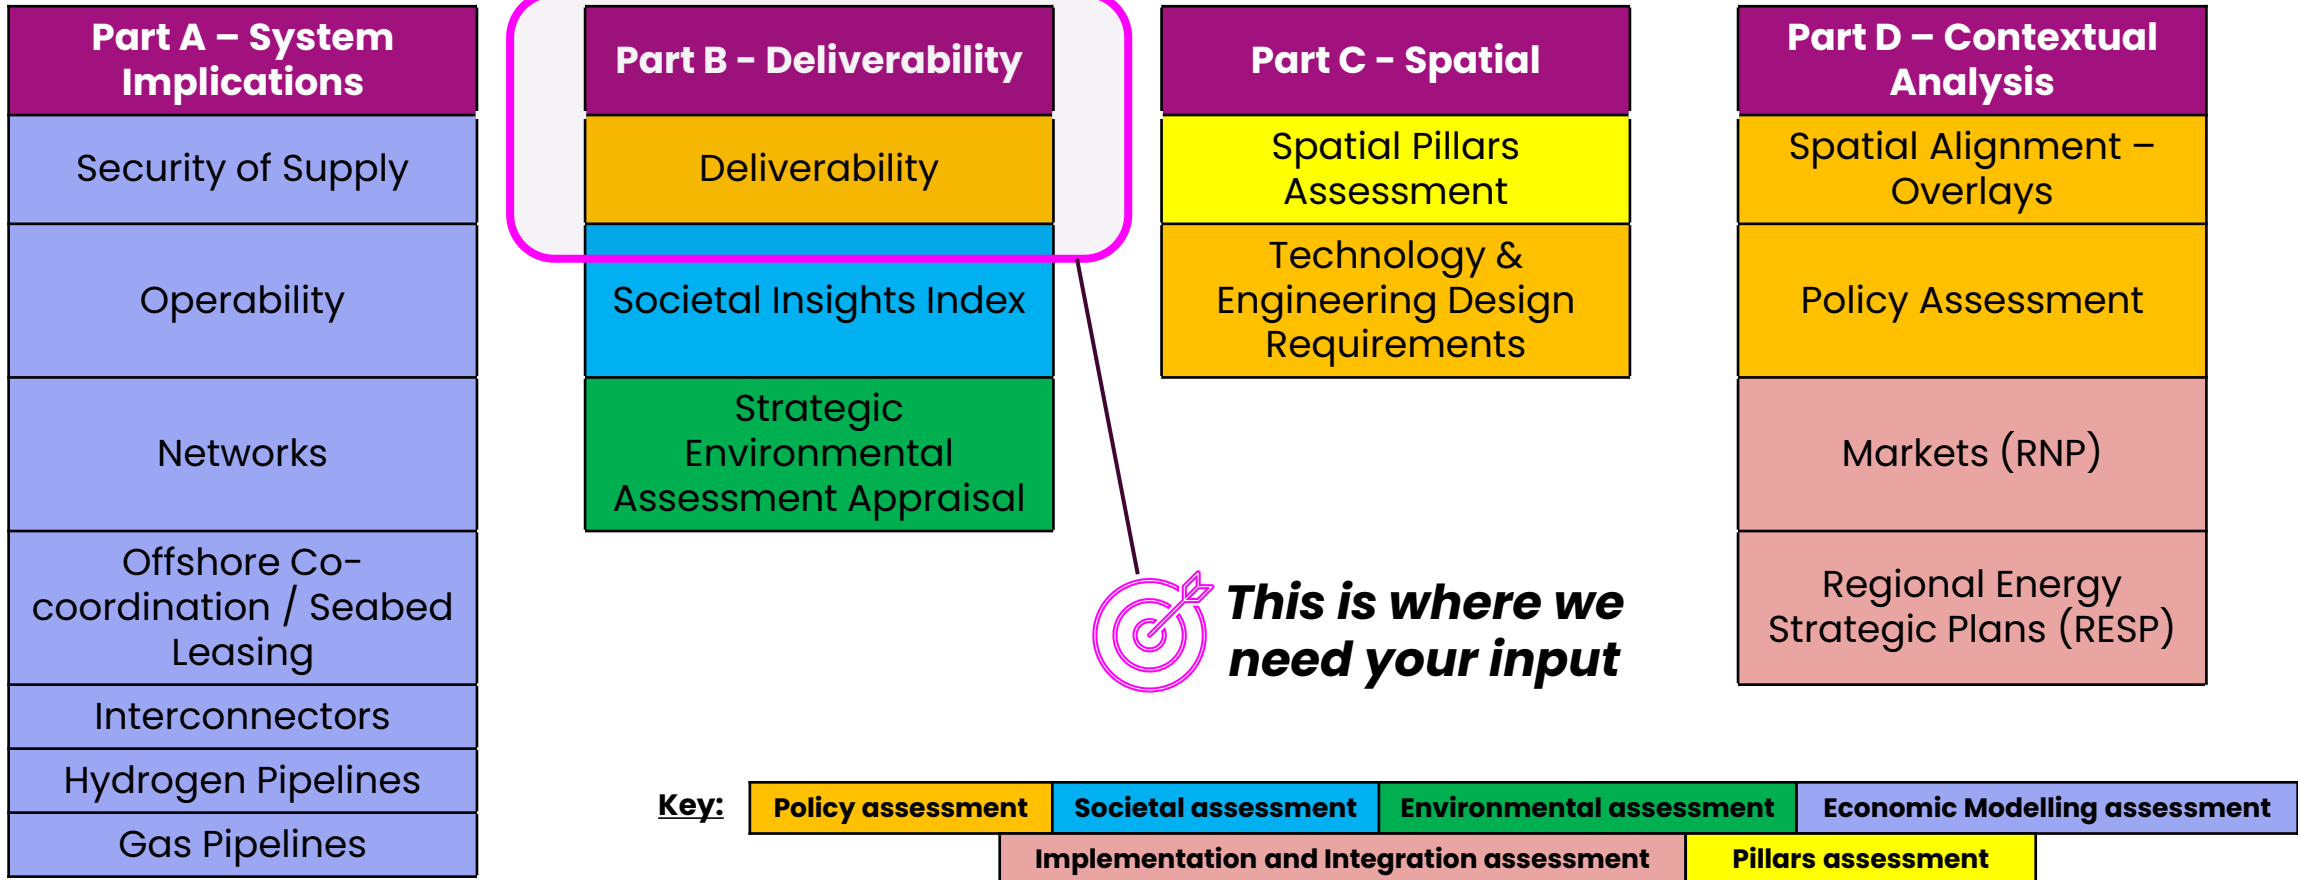 Part A – System
Implications
Security of Supply
Operability
Networks
Offshore Co-
coordination / Seabed
Leasing
Interconnectors
Hydrogen Pipelines
Gas Pipelines
Part B - Deliverability
Deliverability
Societal Insights Index
Strategic
Environmental
Assessment Appraisal
Part C - Spatial
Spatial Pillars
Assessment
Technology &
Engineering Design
Requirements
Part D – Contextual
Analysis
Spatial Alignment –
Overlays
Policy Assessment
Markets (RNP)
Regional Energy
Strategic Plans (RESP)
This is where we
need your input
Key:
Policy assessment
Societal assessment
Environmental assessment
Economic Modelling assessment
Implementation and Integration assessment
Pillars assessment